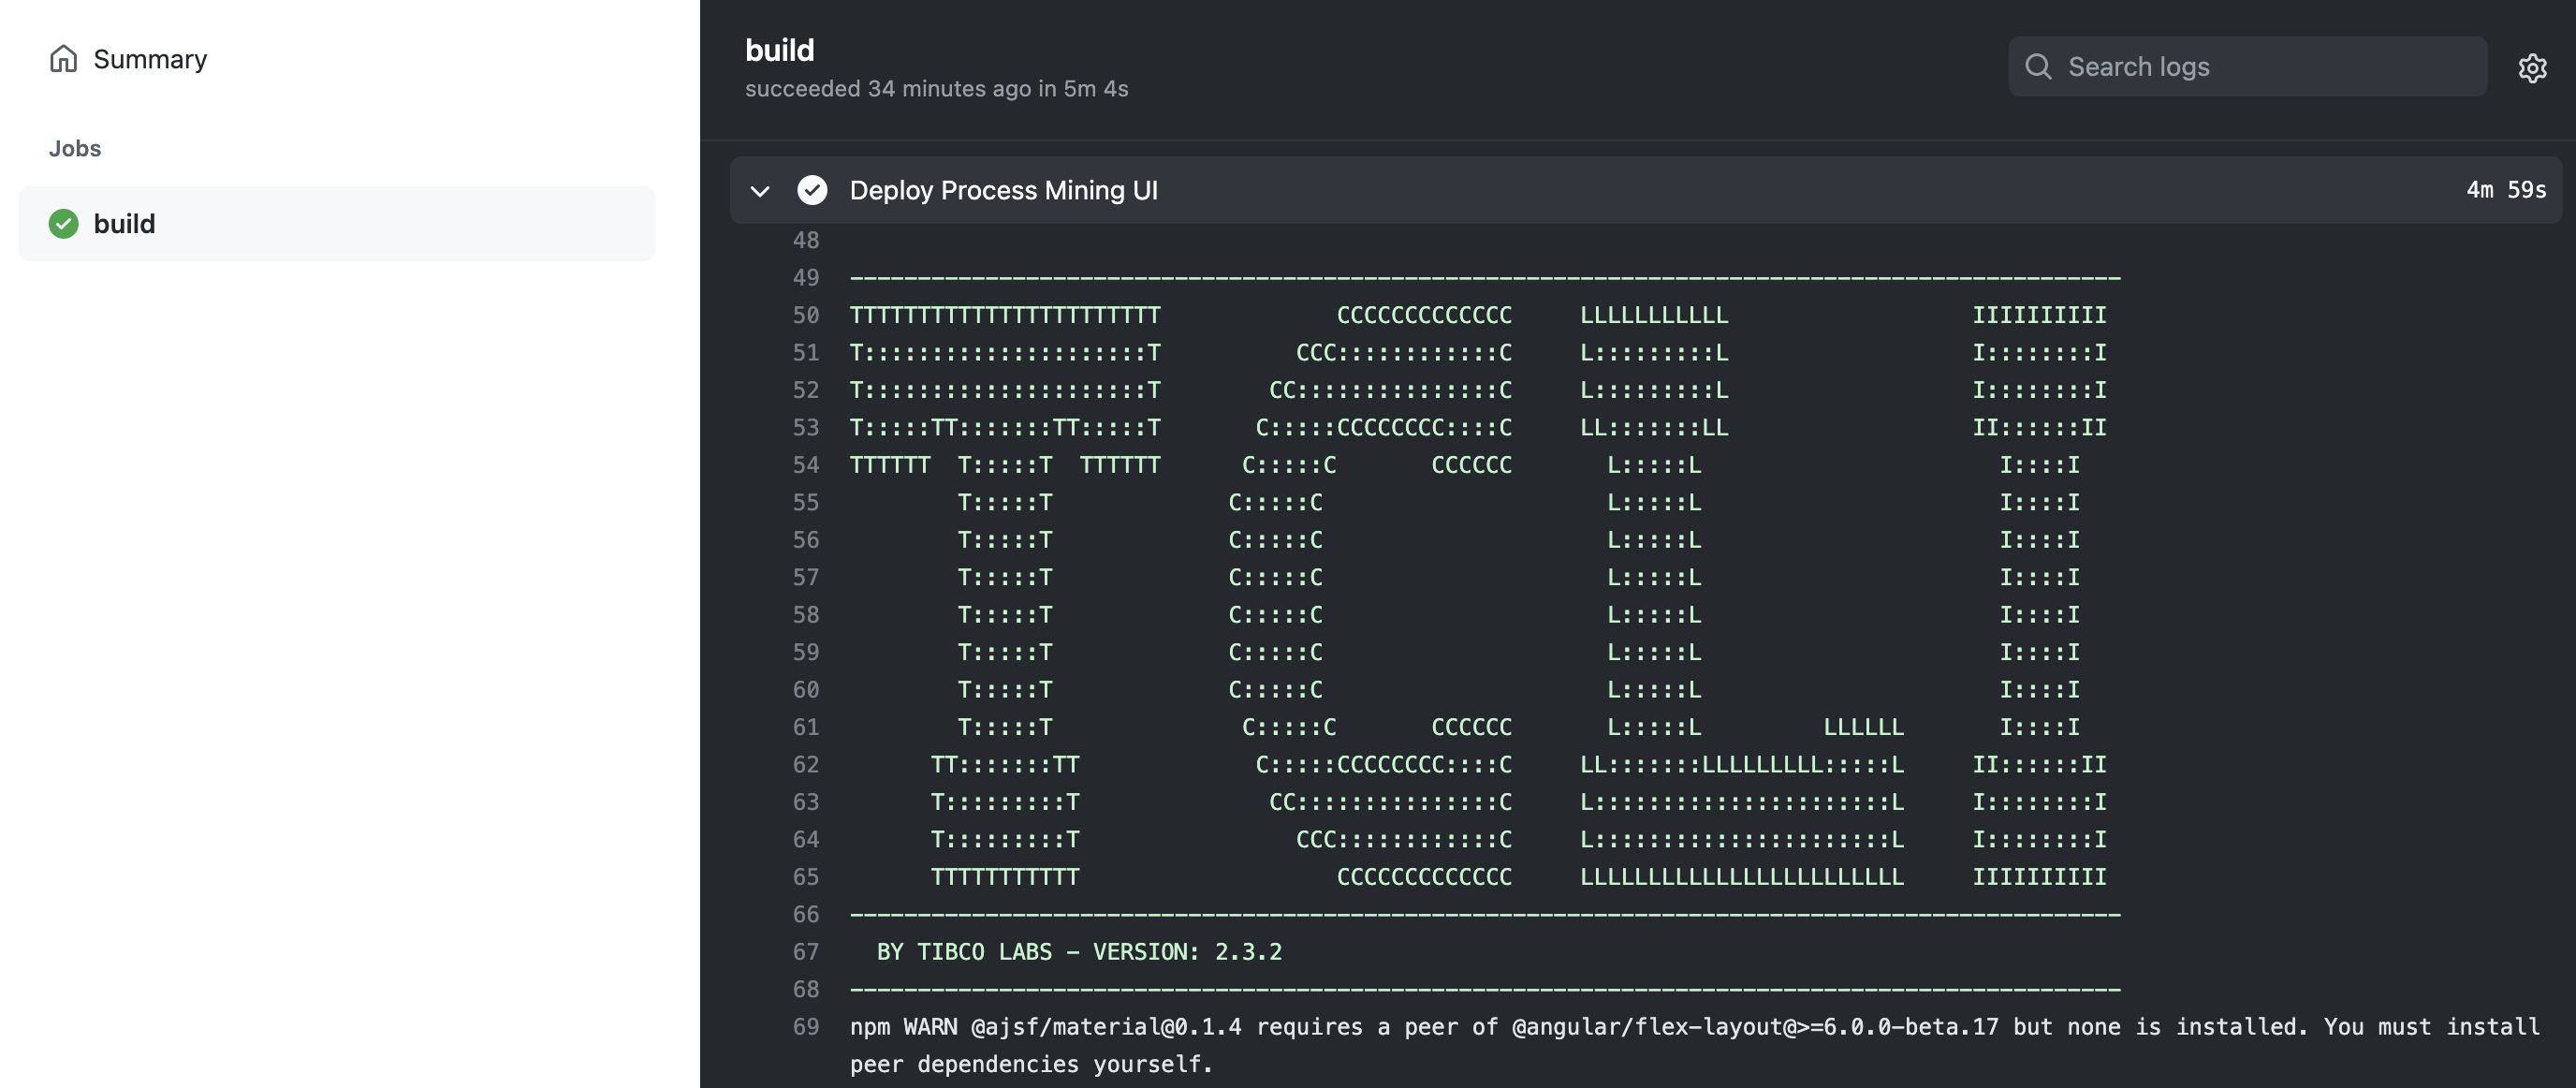 Summary
Jobs
build
build
succeeded 34 minutes ago in 5m 4s
Search logs
Deploy Process Mining UI
4m 59s
48
49 ----------------------------------------------------------------------------------------------
50 TTTTTTTTTTTTTTTTTTTTTTT             CCCCCCCCCCCCC     LLLLLLLLLLL                  IIIIIIIIII
51 T:::::::::::::::::::::T          CCC::::::::::::C     L:::::::::L                  I::::::::I
52 T:::::::::::::::::::::T        CC:::::::::::::::C     L:::::::::L                  I::::::::I
53 T:::::TT:::::::TT:::::T       C:::::CCCCCCCC::::C     LL:::::::LL                  II::::::II
54 TTTTTT  T:::::T  TTTTTT      C:::::C       CCCCCC       L:::::L                      I::::I
55         T:::::T             C:::::C                     L:::::L                      I::::I
56         T:::::T             C:::::C                     L:::::L                      I::::I
57         T:::::T             C:::::C                     L:::::L                      I::::I
58         T:::::T             C:::::C                     L:::::L                      I::::I
59         T:::::T             C:::::C                     L:::::L                      I::::I
60         T:::::T             C:::::C                     L:::::L                      I::::I
61         T:::::T              C:::::C       CCCCCC       L:::::L         LLLLLL       I::::I
62       TT:::::::TT             C:::::CCCCCCCC::::C     LL:::::::LLLLLLLLL:::::L     II::::::II
63       T:::::::::T              CC:::::::::::::::C     L::::::::::::::::::::::L     I::::::::I
64       T:::::::::T                CCC::::::::::::C     L::::::::::::::::::::::L     I::::::::I
65       TTTTTTTTTTT                   CCCCCCCCCCCCC     LLLLLLLLLLLLLLLLLLLLLLLL     IIIIIIIIII
66 ----------------------------------------------------------------------------------------------
67   BY TIBCO LABS - VERSION: 2.3.2
68 ----------------------------------------------------------------------------------------------
69 npm WARN @ajsf/material@0.1.4 requires a peer of @angular/flex-layout@>=6.0.0-beta.17 but none is installed. You must install
peer dependencies yourself.